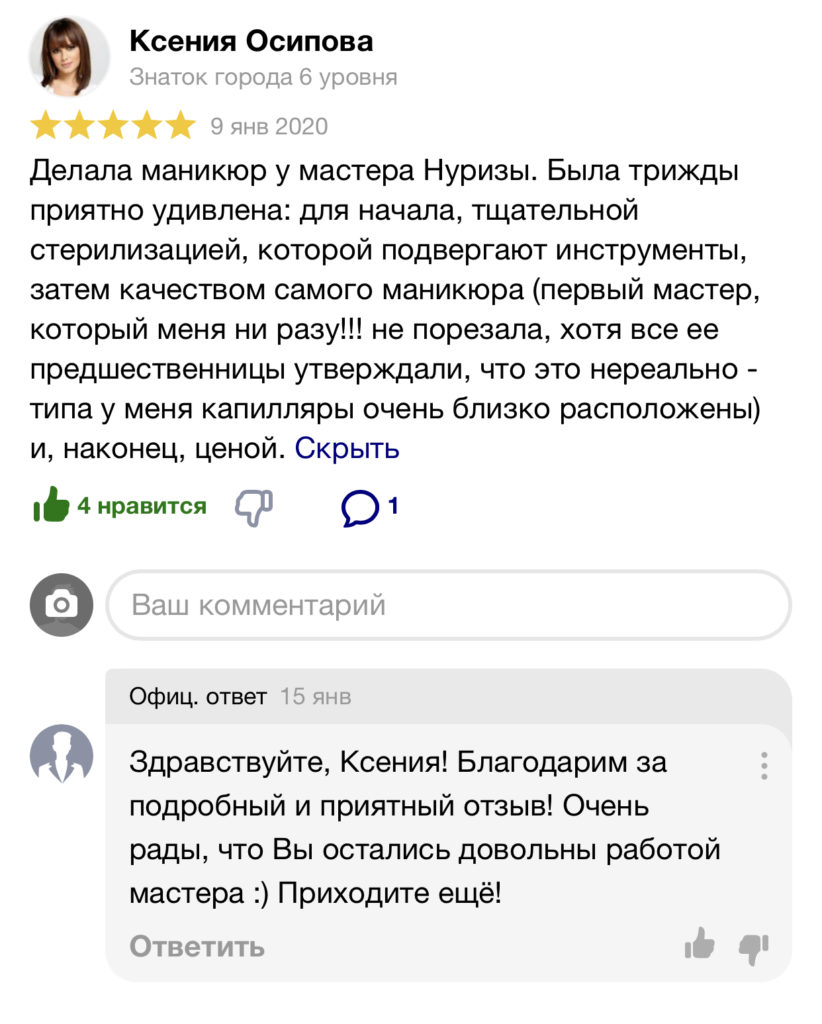 Ксения Осипова
Знаток города 6 уровня
9 янв 2020
Делала маникюр у мастера Нуризы. Была трижды
приятно удивлена: для начала, тщательной
стерилизацией, которой подвергают инструменты,
затем качеством самого маникюра (первый мастер,
который меня ни разу!!! не порезала, хотя все ее
предшественницы утверждали, что это нереально -
типа у меня капилляры очень близко расположены)
и, наконец, ценой. Скрыть
4 нравится 1
Ваш комментарий
Офиц. ответ 15 янв
Здравствуйте, Ксения! Благодарим за
подробный и приятный отзыв! Очень
рады, что Вы остались довольны работой
мастера :) Приходите ещё!
Ответить